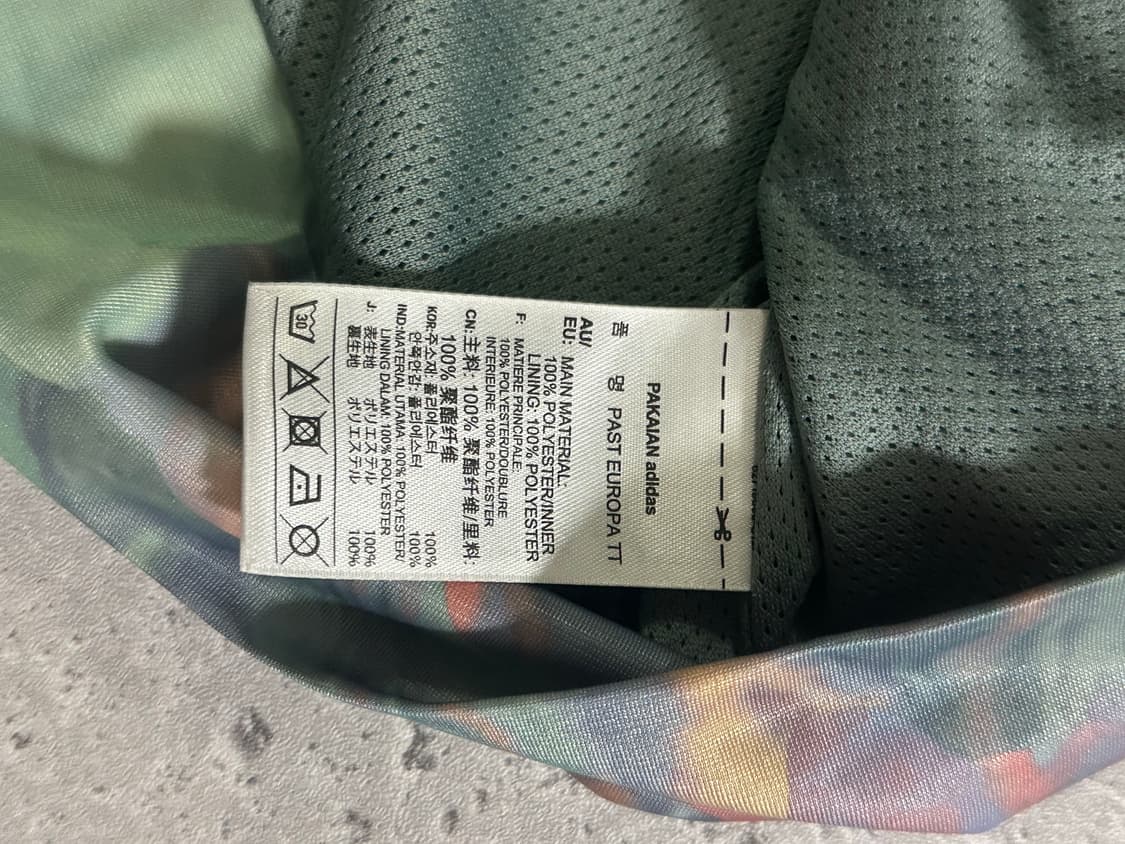 PAKAIAN adidas
품 명 PAST EUROPA TT
AU/
EU: MAIN MATERIAL:
100% POLYESTER/INNER
LINING: 100% POLYESTER
F: MATIERE PRINCIPALE:
100% POLYESTER/DOUBLURE
INTERIEURE: 100% POLYESTER
CN:主料: 100% 聚酯纤维/里料:
100% 聚酯纤维
KOR:주소재: 폴리에스터 100%
안쪽안감: 폴리에스터 100%
IND:MATERIAL UTAMA: 100% POLYESTER/
LINING DALAM: 100% POLYESTER
J: 表生地 ポリエステル 100%
裏生地 ポリエステル 100%
30